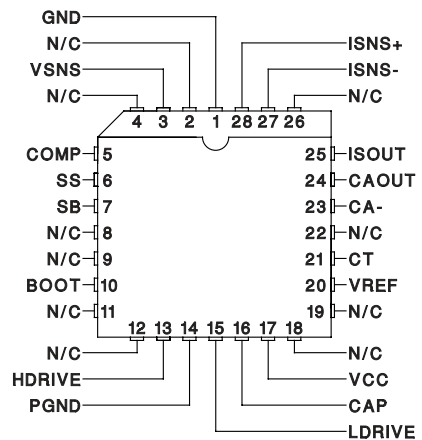 GND
N/C ISNS+
VSNS ISNS-
N/C N/C
4 3 2 1 28 27 26
COMP 5 25 ISOUT
SS 6 24 CAOUT
SB 7 23 CA-
N/C 8 22 N/C
N/C 9 21 CT
BOOT 10 20 VREF
N/C 11 19 N/C
12 13 14 15 16 17 18
N/C N/C
HDRIVE VCC
PGND CAP
LDRIVE